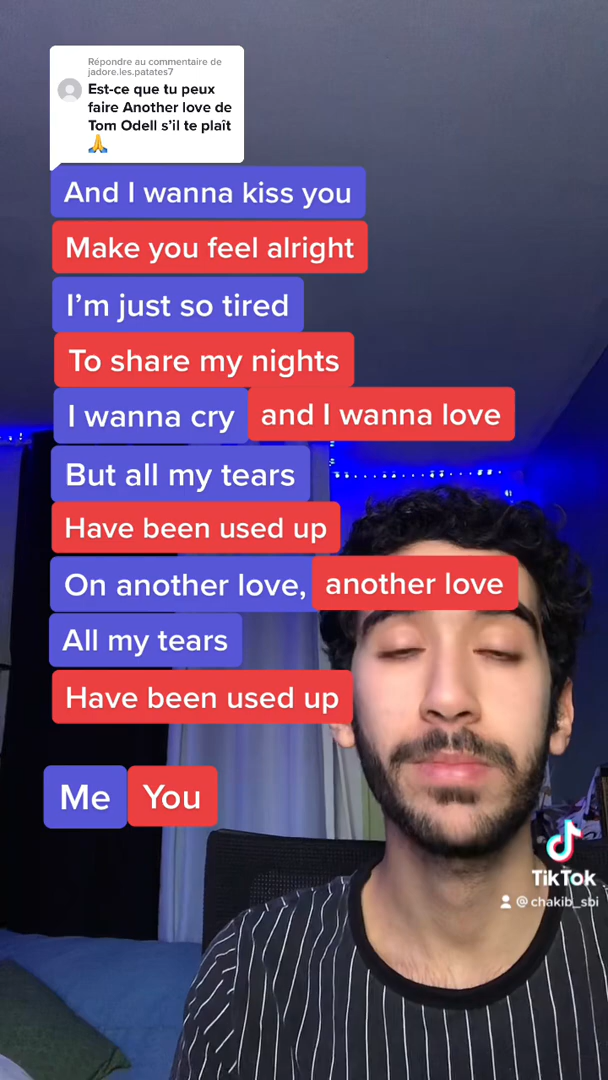 Répondre au commentaire de
jadore.les.patates7
Est-ce que tu peux
faire Another love de
Tom Odell s'il te plaît
🙏
And I wanna kiss you
Make you feel alright
I'm just so tired
To share my nights
I wanna cry and I wanna love
But all my tears
Have been used up
On another love, another love
All my tears
Have been used up
Me You
TikTok
@chakib_sbi